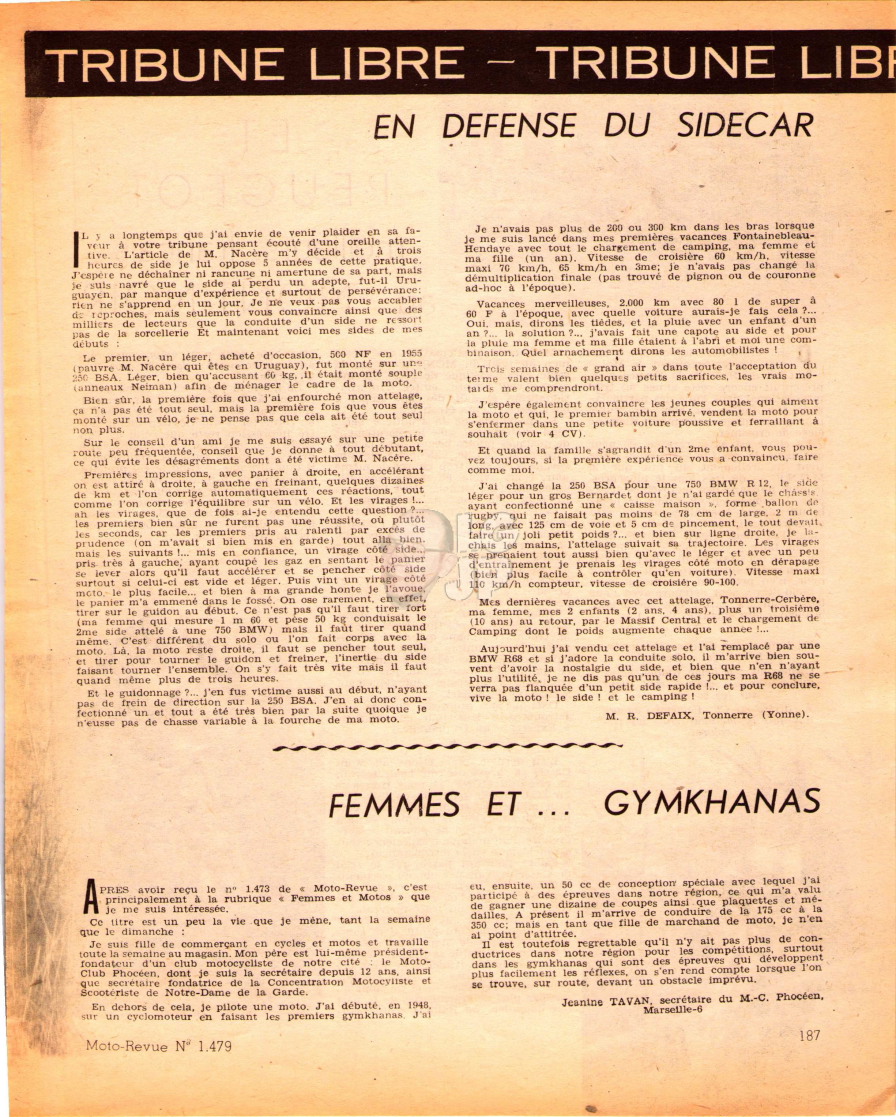 TRIBUNE LIBRE - TRIBUNE LIB
EN DEFENSE DU SIDECAR
IL y a longtemps que j'ai envie de venir plaider en sa fa-
veur à votre tribune pensant écouté d'une oreille atten-
tive. L'article de M. Nacère m'y décide et à trois
heures de side je lui oppose 5 années de cette pratique.
J'espère ne déchaîner ni rancune ni amertune de sa part, mais
je suis navré que le side ai perdu un adepte, fut-il Uru-
guayen, par manque d'expérience et surtout de persévérance:
rien ne s'apprend en un jour. Je ne veux pas vous accabler
de reproches, mais seulement vous convaincre ainsi que des
milliers de lecteurs que la conduite d'un side ne ressort
pas de la sorcellerie Et maintenant voici mes sides de mes
débuts :
Le premier, un léger, acheté d'occasion, 500 NF en 1955
(pauvre M. Nacère qui êtes en Uruguay), fut monté sur une
250 BSA. Léger, bien qu'accusant 60 kg, il était monté souple
(anneaux Neiman) afin de ménager le cadre de la moto.
Bien sûr, la première fois que j'ai enfourché mon attelage,
ça n'a pas été tout seul, mais la première fois que vous êtes
monté sur un vélo, je ne pense pas que cela ait été tout seul
non plus.
Sur le conseil d'un ami je me suis essayé sur une petite
route peu fréquentée, conseil que je donne à tout débutant,
ce qui évite les désagréments dont a été victime M. Nacère.
Premières impressions, avec panier à droite, en accélérant
on est attiré à droite, à gauche en freinant, quelques dizaines
de km et l'on corrige automatiquement ces réactions, tout
comme l'on corrige l'équilibre sur un vélo. Et les virages !...
ah les virages, que de fois ai-je entendu cette question ?...
les premiers bien sûr ne furent pas une réussite, où plutôt
les seconds, car les premiers pris au ralenti par excés de
prudence (on m'avait si bien mis en garde) tout alla bien.
mais les suivants !... mis en confiance, un virage côté side...
pris très à gauche, ayant coupé les gaz en sentant le panier
se lever alors qu'il faut accélérer et se pencher côté side
surtout si celui-ci est vide et léger. Puis vint un virage côté
moto, le plus facile... et bien à ma grande honte je l'avoue,
le panier m'a emmené dans le fossé. On ose rarement, en effet,
tirer sur le guidon au début. Ce n'est pas qu'il faut tirer fort
(ma femme qui mesure 1 m 60 et pèse 50 kg conduisait le
2me side attelé à une 750 BMW) mais il faut tirer quand
même. C'est différent du solo ou l'on fait corps avec la
moto. Là, la moto reste droite, il faut se pencher tout seul,
et tirer pour tourner le guidon et freiner, l'inertie du side
faisant tourner l'ensemble. On s'y fait très vite mais il faut
quand même plus de trois heures.
Et le guidonnage ?... j'en fus victime aussi au début, n'ayant
pas de frein de direction sur la 250 BSA. J'en ai donc con-
fectionné un et tout a été très bien par la suite quoique je
n'eusse pas de chasse variable à la fourche de ma moto.
Je n'avais pas plus de 200 ou 300 km dans les bras lorsque
je me suis lancé dans mes premières vacances Fontainebleau-
Hendaye avec tout le chargement de camping, ma femme et
ma fille (un an). Vitesse de croisière 60 km/h, vitesse
maxi 70 km/h, 65 km/h en 3me; je n'avais pas changé la
démultiplication finale (pas trouvé de pignon ou de couronne
ad-hoc à l'époque).
Vacances merveilleuses, 2.000 km avec 80 l de super à
60 F à l'époque, avec quelle voiture aurais-je fais cela ?...
Oui, mais, dirons les tiédes, et la pluie avec un enfant d'un
an ?... la solution ?... j'avais fait une capote au side et pour
la pluie ma femme et ma fille étaient à l'abri et moi une com-
binaison. Quel arnachement dirons les automobilistes !
Trois semaines de « grand air » dans toute l'acceptation du
terme valent bien quelques petits sacrifices, les vrais mo-
tards me comprendront.
J'espère également convaincre les jeunes couples qui aiment
la moto et qui, le premier bambin arrivé, vendent la moto pour
s'enfermer dans une petite voiture poussive et ferraillant à
souhait (voir 4 CV).
Et quand la famille s'agrandit d'un 2me enfant, vous pou-
vez toujours, si la première expérience vous a convaincu, faire
comme moi.
J'ai changé la 250 BSA pour une 750 BMW R 12, le side
léger pour un gros Bernardet dont je n'ai gardé que le châssis
ayant confectionné une « caisse maison », forme ballon de
rugby, qui ne faisait pas moins de 78 cm de large, 2 m de
long, avec 125 cm de voie et 5 cm de pincement, le tout devait
faire un joli petit poids ?... et bien sur ligne droite, je la-
chais les mains, l'attelage suivait sa trajectoire. Les virages
se prenaient tout aussi bien qu'avec le léger et avec un peu
d'entrainement je prenais les virages côté moto en dérapage
(bien plus facile à contrôler qu'en voiture). Vitesse maxi
110 km/h compteur, vitesse de croisière 90-100.
Mes dernières vacances avec cet attelage, Tonnerre-Cerbère,
ma femme, mes 2 enfants (2 ans, 4 ans), plus un troisiéme
(10 ans) au retour, par le Massif Central et le chargement de
Camping dont le poids augmente chaque annee !...
Aujourd'hui j'ai vendu cet attelage et l'ai remplacé par une
BMW R68 et si j'adore la conduite solo, il m'arrive bien sou-
vent d'avoir la nostalgie du side, et bien que n'en n'ayant
plus l'utilité, je ne dis pas qu'un de ces jours ma R68 ne se
verra pas flanquée d'un petit side rapide !... et pour conclure,
vive la moto ! le side ! et le camping !
M. R. DEFAIX, Tonnerre (Yonne).
FEMMES ET ... GYMKHANAS
APRES avoir reçu le n° 1.473 de « Moto-Revue », c'est
principalement à la rubrique « Femmes et Motos » que
je me suis intéressée.
Ce titre est un peu la vie que je mène, tant la semaine
que le dimanche :
Je suis fille de commerçant en cycles et motos et travaille
toute la semaine au magasin. Mon père est lui-même président-
fondateur d'un club motocycliste de notre cité : le Moto-
Club Phocéen, dont je suis la secrétaire depuis 12 ans, ainsi
que secrétaire fondatrice de la Concentration Motocycliste et
Scootériste de Notre-Dame de la Garde.
En dehors de cela, je pilote une moto. J'ai débuté, en 1948,
sur un cyclomoteur en faisant les premiers gymkhanas. J'ai
eu, ensuite, un 50 cc de conception spéciale avec lequel j'ai
participé à des épreuves dans notre région, ce qui m'a valu
de gagner une dizaine de coupes ainsi que plaquettes et mé-
dailles. A présent il m'arrive de conduire de la 175 cc à la
350 cc; mais en tant que fille de marchand de moto, je n'en
ai point d'attitrée.
Il est toutefois regrettable qu'il n'y ait pas plus de con-
ductrices dans notre région pour les compétitions, surtout
dans les gymkhanas qui sont des épreuves qui développent
plus facilement les réflexes, on s'en rend compte lorsque l'on
se trouve, sur route, devant un obstacle imprévu.
Jeanine TAVAN, secrétaire du M.-C. Phocéen,
Marseille-6
Moto-Revue N° 1.479
187